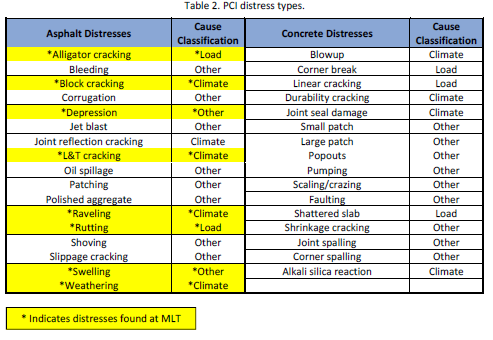 Table 2. PCI distress types.
Asphalt Distresses Cause Classification Concrete Distresses Cause Classification
*Alligator cracking *Load Blowup Climate
Bleeding Other Corner break Load
*Block cracking *Climate Linear cracking Load
Corrugation Other Durability cracking Climate
*Depression *Other Joint seal damage Climate
Jet blast Other Small patch Other
Joint reflection cracking Climate Large patch Other
*L&T cracking *Climate Popouts Other
Oil spillage Other Pumping Other
Patching Other Scaling/crazing Other
Polished aggregate Other Faulting Other
*Raveling *Climate Shattered slab Load
*Rutting *Load Shrinkage cracking Other
Shoving Other Joint spalling Other
Slippage cracking Other Corner spalling Other
*Swelling *Other Alkali silica reaction Climate
*Weathering *Climate
* Indicates distresses found at MLT